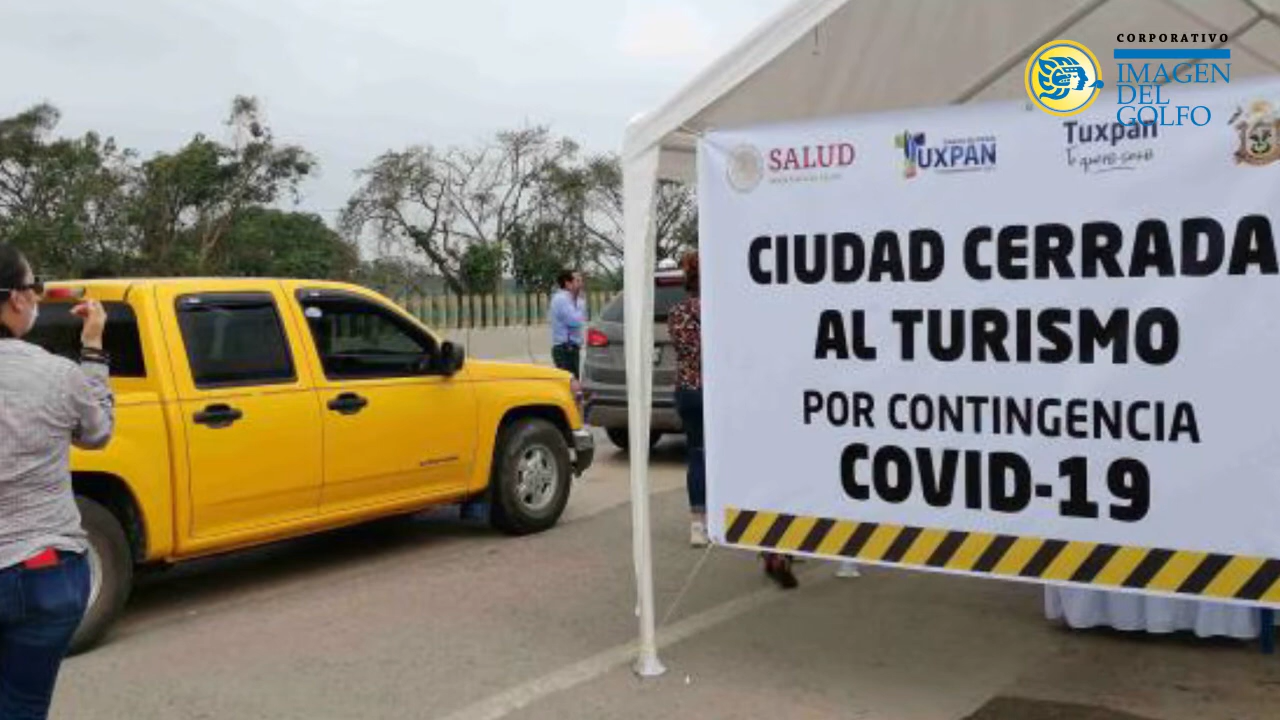 CORPORATIVO
IMAGEN
DEL
GOLFO
SALUD
TUXPAN
Tuxpan
CIUDAD CERRADA
AL TURISMO
POR CONTINGENCIA
COVID-19